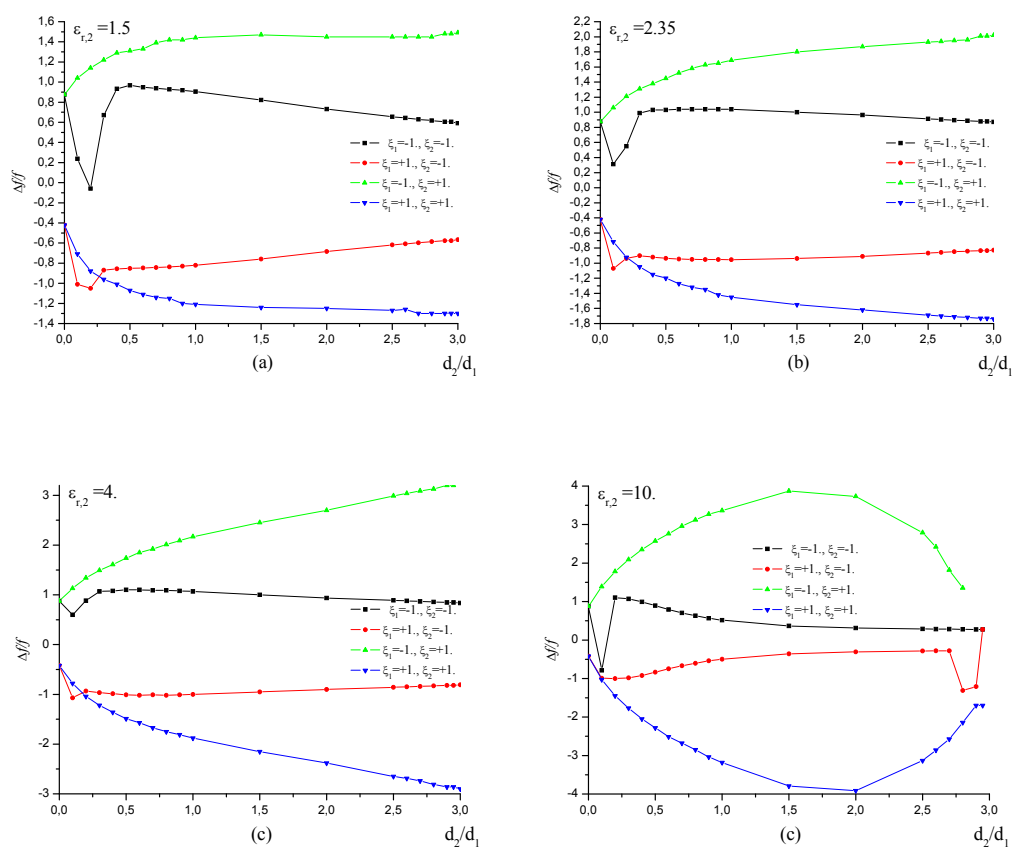 ε_r,2 =1.5
1,6
1,4
1,2
1,0
0,8
0,6
0,4
0,2
0,0
-0,2
-0,4
-0,6
-0,8
-1,0
-1,2
-1,4
Δf/f
ξ₁=-1., ξ₂=-1.
ξ₁=+1., ξ₂=-1.
ξ₁=-1., ξ₂=+1.
ξ₁=+1., ξ₂=+1.
0,0 0,5 1,0 1,5 2,0 2,5 3,0
(a) d₂/d₁
ε_r,2 =2.35
2,2
2,0
1,8
1,6
1,4
1,2
1,0
0,8
0,6
0,4
0,2
0,0
-0,2
-0,4
-0,6
-0,8
-1,0
-1,2
-1,4
-1,6
-1,8
Δf/f
ξ₁=-1., ξ₂=-1.
ξ₁=+1., ξ₂=-1.
ξ₁=-1., ξ₂=+1.
ξ₁=+1., ξ₂=+1.
0,0 0,5 1,0 1,5 2,0 2,5 3,0
(b) d₂/d₁
ε_r,2 =4.
3
2
1
0
-1
-2
-3
Δf/f
ξ₁=-1., ξ₂=-1.
ξ₁=+1., ξ₂=-1.
ξ₁=-1., ξ₂=+1.
ξ₁=+1., ξ₂=+1.
0,0 0,5 1,0 1,5 2,0 2,5 3,0
(c) d₂/d₁
ε_r,2 =10.
4
3
2
1
0
-1
-2
-3
-4
Δf/f
ξ₁=-1., ξ₂=-1.
ξ₁=+1., ξ₂=-1.
ξ₁=-1., ξ₂=+1.
ξ₁=+1., ξ₂=+1.
0,0 0,5 1,0 1,5 2,0 2,5 3,0
(c) d₂/d₁